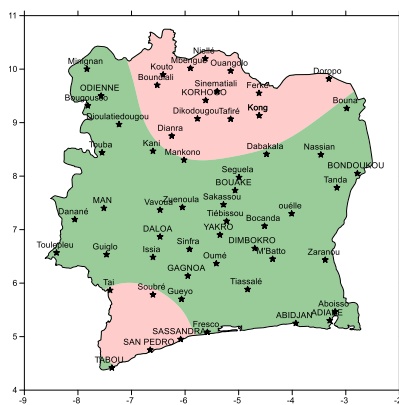 11
Niellé
Mbengué
Kouto
Ouangolo
Minignan
10
Doropo
Boundiali
Sinematiali
Ferké
ODIENNE
KORHOGO
Bougousso
Bouna
Kong
Dikodougou
Tafiré
Dioulatiedougou
9
Dianra
Touba
Kani
Mankono
Dabakala
Nassian
BONDOUKOU
8
Seguela
Tanda
BOUAKE
MAN
Vavoua
Zuenoula
Sakassou
ouélle
Danané
Tiébissou
Bocanda
7
DALOA
YAKRO
Toulepleu
Guiglo
Issia
Sinfra
DIMBOKRO
Oumé
M'Batto
Zaranou
GAGNOA
6
Tai
Soubré
Gueyo
Tiassalé
Aboisso
ABIDJAN
ADIAKE
SASSANDRA
Fresco
5
SAN PEDRO
TABOU
4
-9
-8
-7
-6
-5
-4
-3
-2